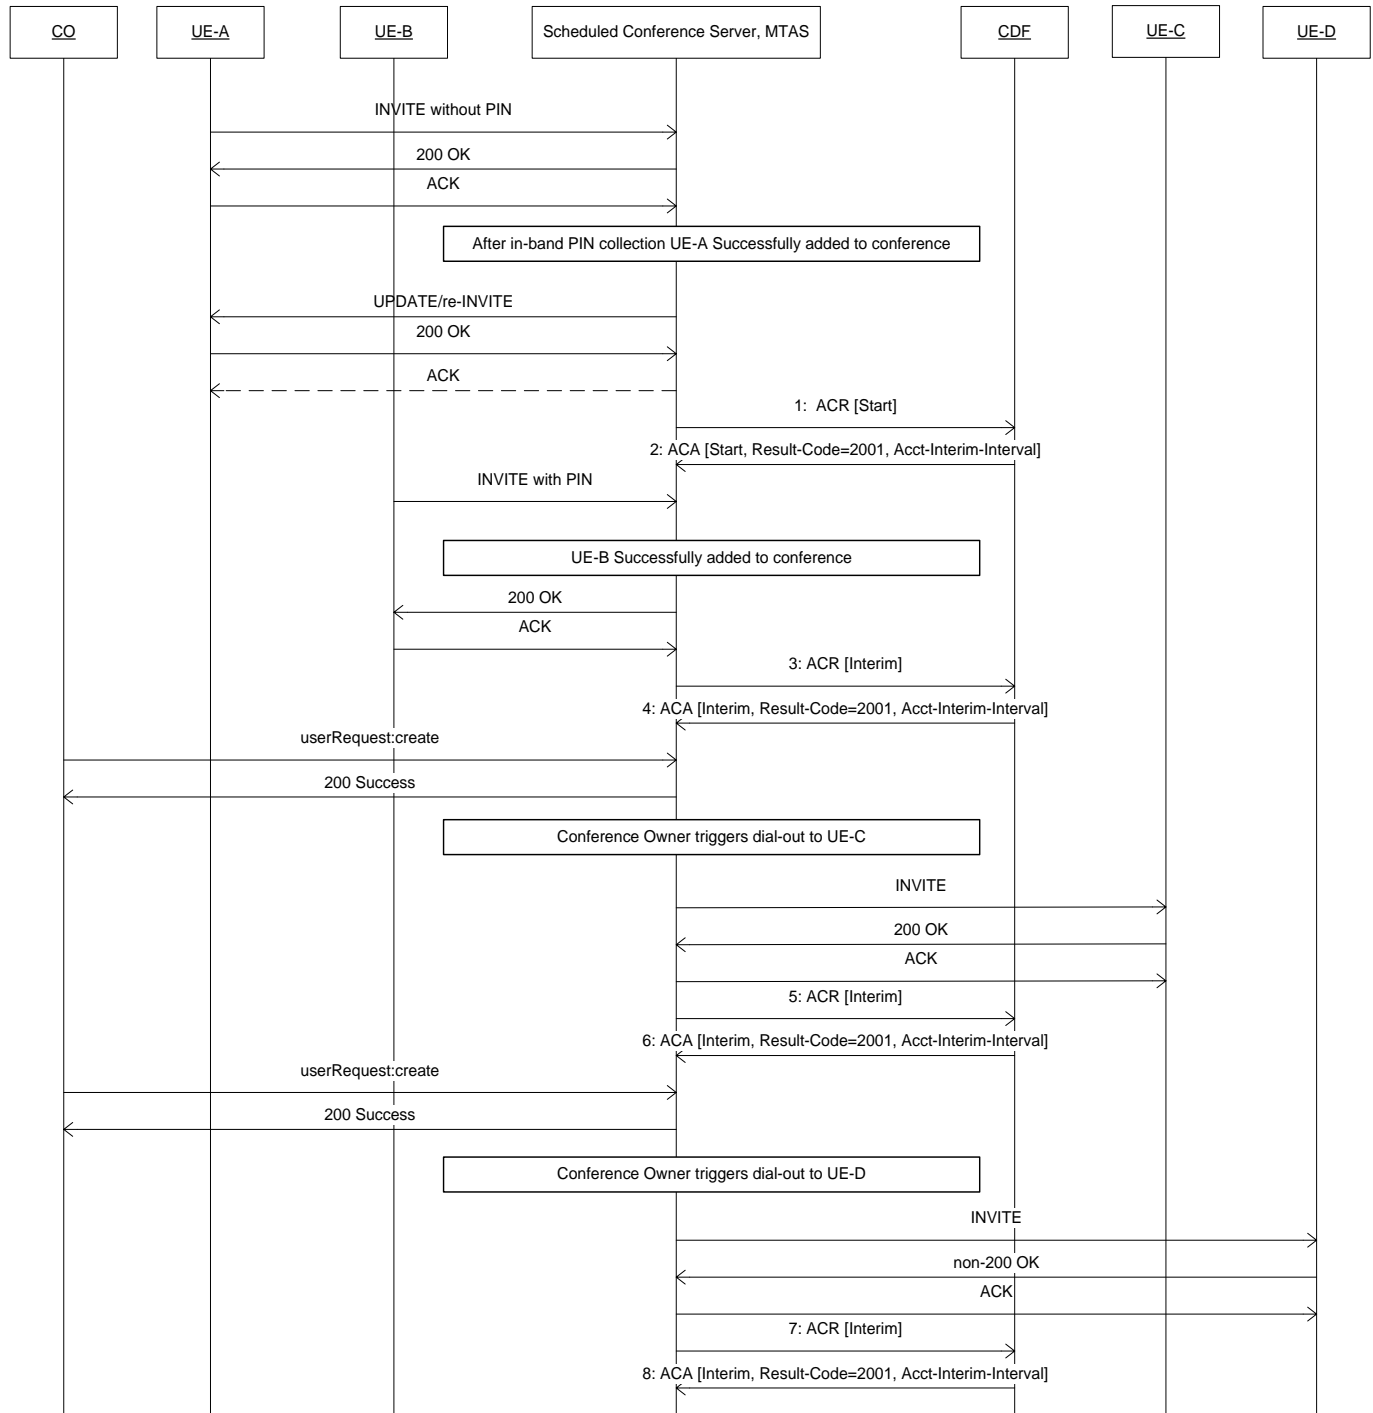 CO
UE-A
UE-B
Scheduled Conference Server, MTAS
CDF
UE-C
UE-D
INVITE without PIN
200 OK
ACK
After in-band PIN collection UE-A Successfully added to conference
UPDATE/re-INVITE
200 OK
ACK
1: ACR [Start]
2: ACA [Start, Result-Code=2001, Acct-Interim-Interval]
INVITE with PIN
UE-B Successfully added to conference
200 OK
ACK
3: ACR [Interim]
4: ACA [Interim, Result-Code=2001, Acct-Interim-Interval]
userRequest:create
200 Success
Conference Owner triggers dial-out to UE-C
INVITE
200 OK
ACK
5: ACR [Interim]
6: ACA [Interim, Result-Code=2001, Acct-Interim-Interval]
userRequest:create
200 Success
Conference Owner triggers dial-out to UE-D
INVITE
non-200 OK
ACK
7: ACR [Interim]
8: ACA [Interim, Result-Code=2001, Acct-Interim-Interval]